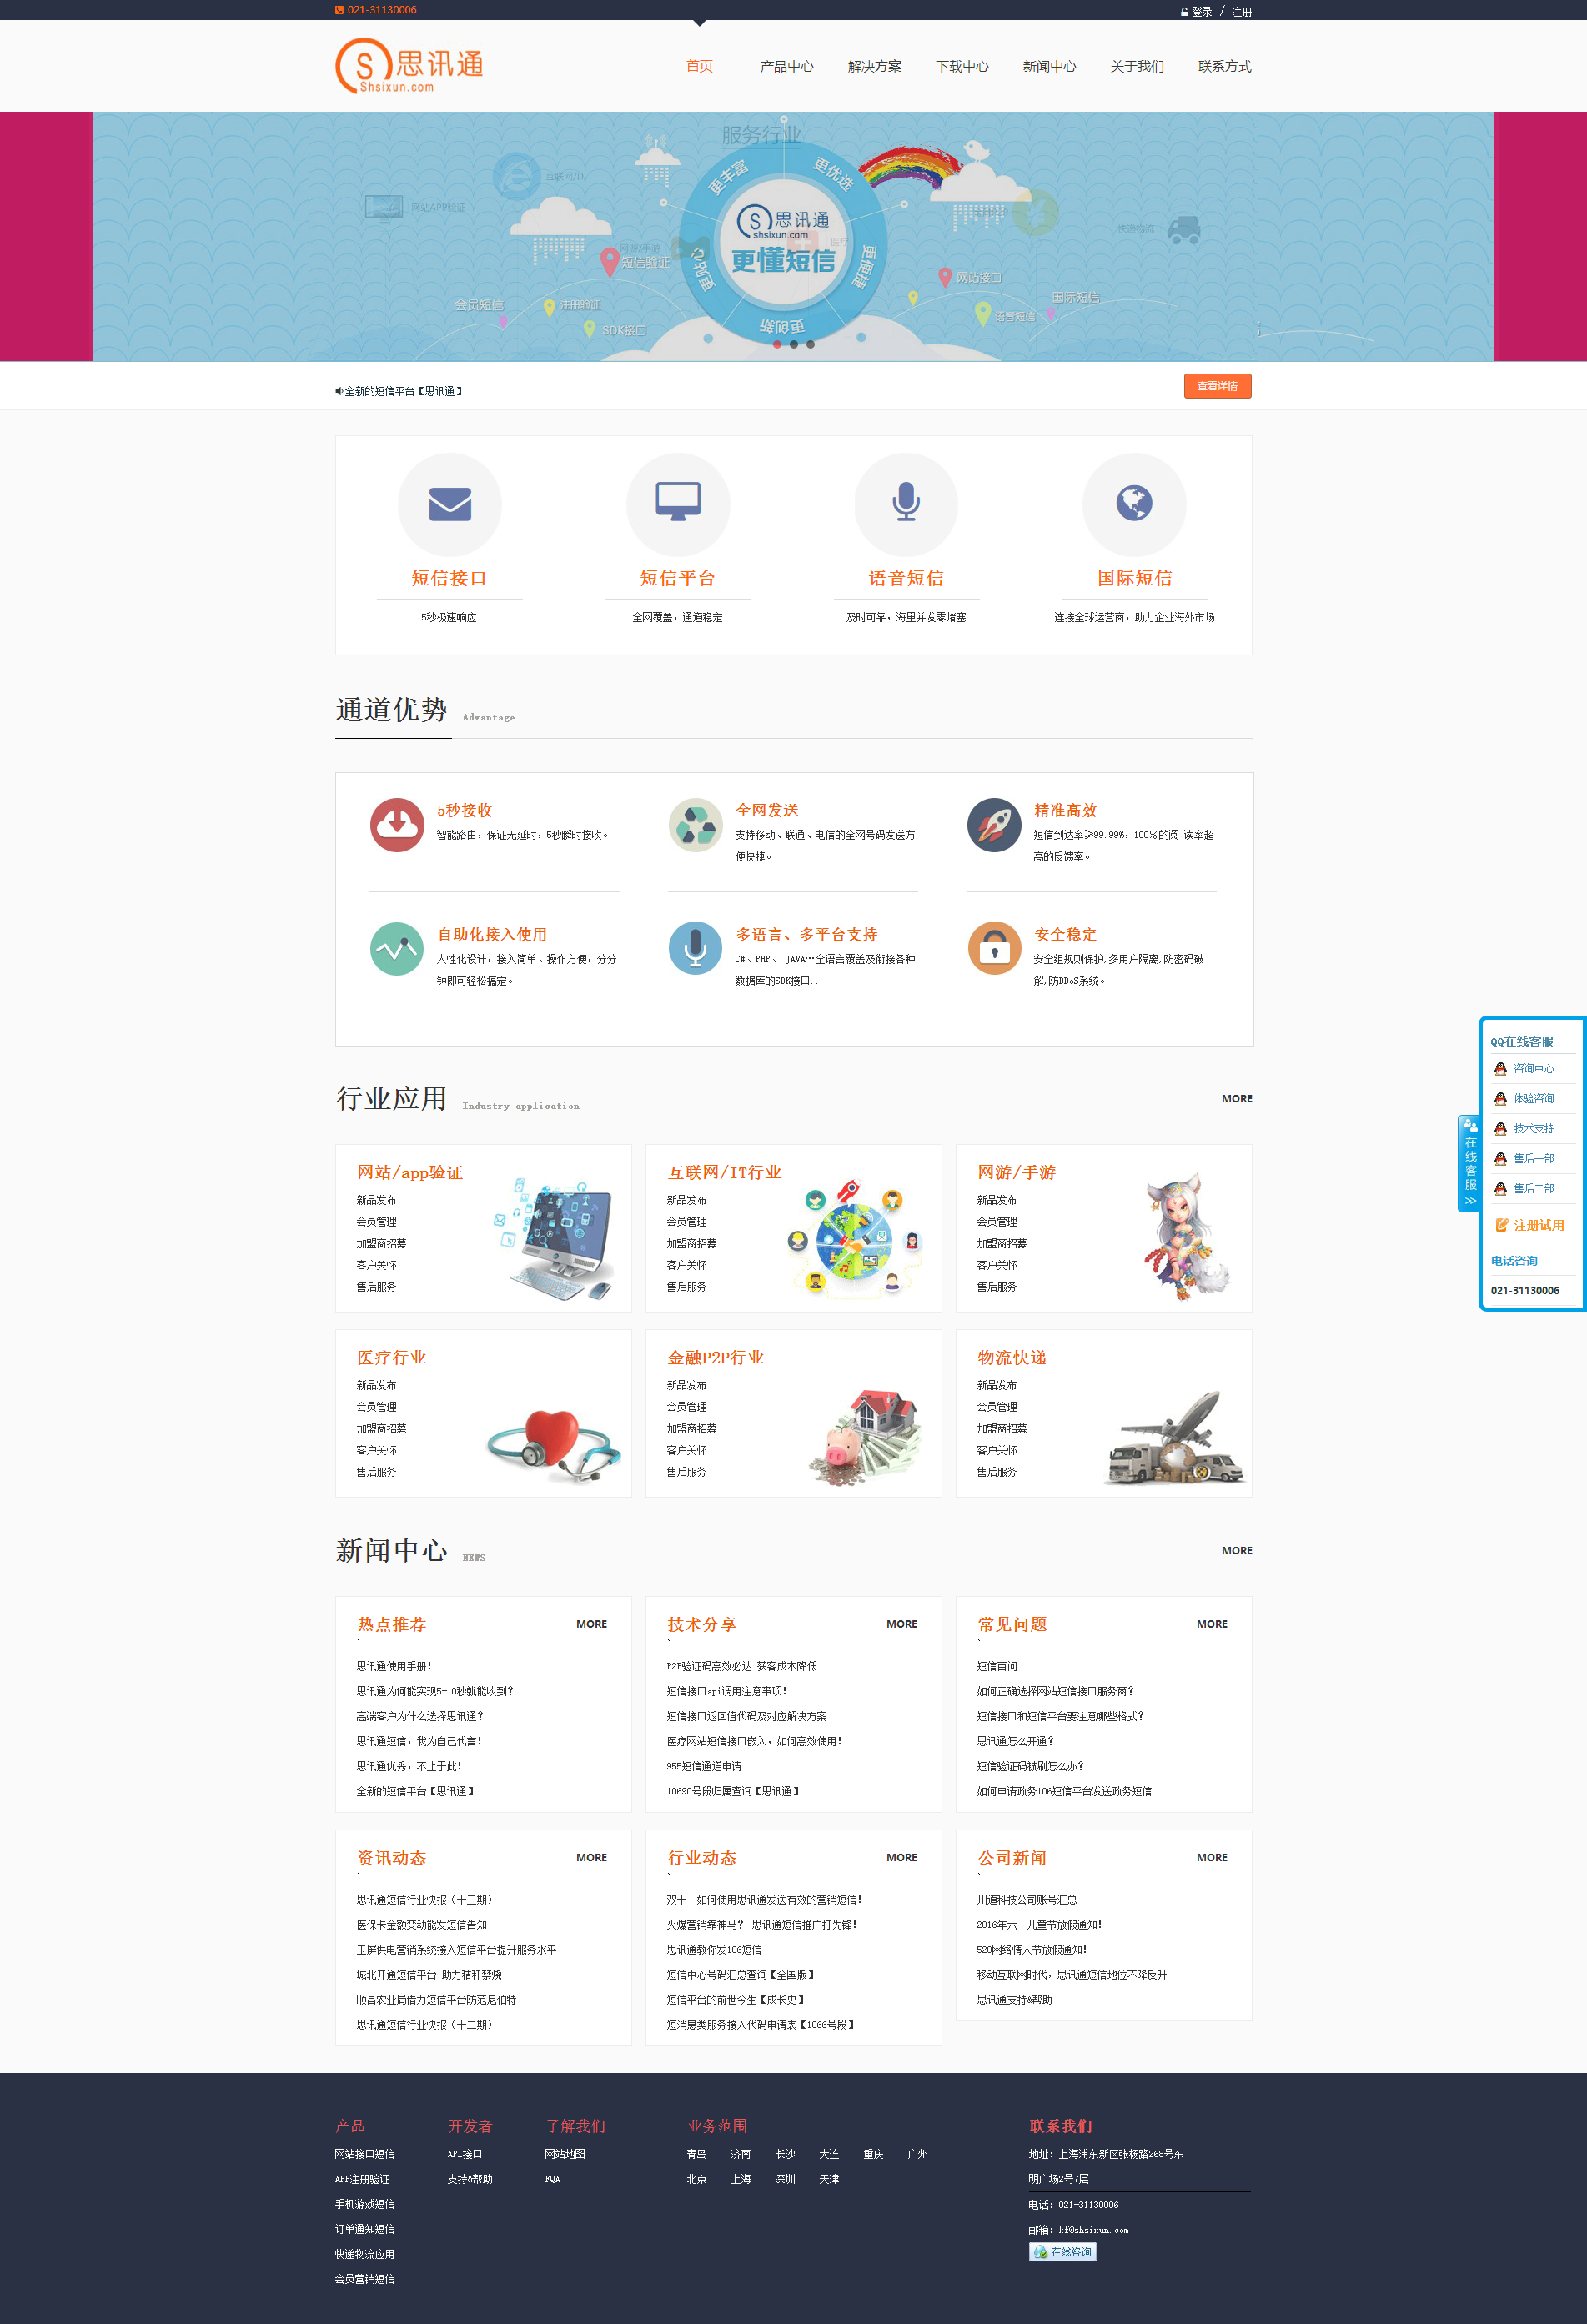 021-31130006
登录 / 注册
思讯通
Shsixun.com
首页 产品中心 解决方案 下载中心 新闻中心 关于我们 联系方式
服务行业
互联网/IT
网站APP验证
更丰富
更优选
思讯通
shsixun.com
更懂短信
更便捷
更创新
医疗
快递物流
网游/手游
短信验证
网站接口
会员短信
注册验证
国际短信
语音短信
SDK接口
全新的短信平台【思讯通】
查看详情
短信接口 短信平台 语音短信 国际短信
5秒极速响应 全网覆盖，通道稳定 及时可靠，海量并发零堵塞 连接全球运营商，助力企业海外市场
通道优势 Advantage
5秒接收
智能路由，保证无延时，5秒瞬时接收。
全网发送
支持移动、联通、电信的全网号码发送方
便快捷。
精准高效
短信到达率≥99.99%，100%的阅 读率超
高的反馈率。
自助化接入使用
人性化设计，接入简单、操作方便，分分
钟即可轻松搞定。
多语言、多平台支持
C#、PHP、 JAVA…全语言覆盖及衔接各种
数据库的SDK接口..
安全稳定
安全组规则保护,多用户隔离,防密码破
解,防DDoS系统。
QQ在线客服
咨询中心
体验咨询
技术支持
售后一部
售后二部
注册试用
电话咨询
021-31130006
在线客服
行业应用 Industry application MORE
网站/app验证
新品发布
会员管理
加盟商招募
客户关怀
售后服务
互联网/IT行业
新品发布
会员管理
加盟商招募
客户关怀
售后服务
网游/手游
新品发布
会员管理
加盟商招募
客户关怀
售后服务
医疗行业
新品发布
会员管理
加盟商招募
客户关怀
售后服务
金融P2P行业
新品发布
会员管理
加盟商招募
客户关怀
售后服务
物流快递
新品发布
会员管理
加盟商招募
客户关怀
售后服务
新闻中心 NEWS MORE
热点推荐 MORE
、
思讯通使用手册！
思讯通为何能实现5-10秒就能收到？
高端客户为什么选择思讯通？
思讯通短信，我为自己代言！
思讯通优秀，不止于此！
全新的短信平台【思讯通】
技术分享 MORE
、
P2P验证码高效必达 获客成本降低
短信接口api调用注意事项！
短信接口返回值代码及对应解决方案
医疗网站短信接口嵌入，如何高效使用！
955短信通道申请
10690号段归属查询【思讯通】
常见问题 MORE
、
短信百问
如何正确选择网站短信接口服务商？
短信接口和短信平台要注意哪些格式？
思讯通怎么开通？
短信验证码被刷怎么办？
如何申请政务106短信平台发送政务短信
资讯动态 MORE
、
思讯通短信行业快报（十三期）
医保卡金额变动能发短信告知
玉屏供电营销系统接入短信平台提升服务水平
城北开通短信平台 助力秸秆禁烧
顺昌农业局借力短信平台防范尼伯特
思讯通短信行业快报（十二期）
行业动态 MORE
、
双十一如何使用思讯通发送有效的营销短信！
火爆营销靠神马？ 思讯通短信推广打先锋！
思讯通教你发106短信
短信中心号码汇总查询【全国版】
短信平台的前世今生【成长史】
短消息类服务接入代码申请表【1066号段】
公司新闻 MORE
、
川道科技公司账号汇总
2016年六一儿童节放假通知！
520网络情人节放假通知！
移动互联网时代，思讯通短信地位不降反升
思讯通支持&帮助
产品
网站接口短信
APP注册验证
手机游戏短信
订单通知短信
快递物流应用
会员营销短信
开发者
API接口
支持&帮助
了解我们
网站地图
FQA
业务范围
青岛 济南 长沙 大连 重庆 广州
北京 上海 深圳 天津
联系我们
地址：上海浦东新区张杨路268号东
明广场2号7层
电话：021-31130006
邮箱：kf@shsixun.com
在线咨询